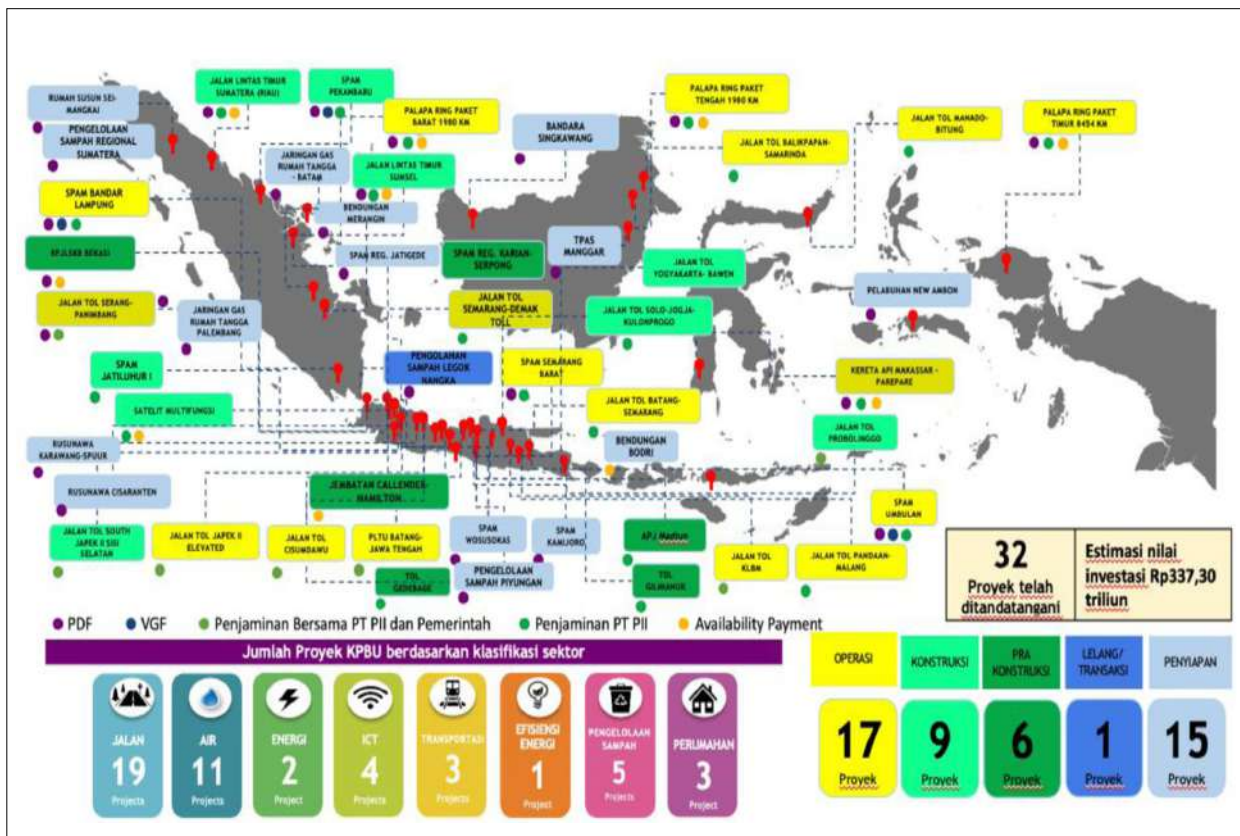 RUMAH SUSUN SEI-
MANGKAI
PENGELOLAAN
SAMPAH REGIONAL
SUMATERA
JALAN LINTAS TIMUR
SUMATERA (RIAU)
SPAM
PEKANBARU
PALAPA RING PAKET
BARAT 1980 KM
BANDARA
SINGKAWANG
PALAPA RING PAKET
TENGAH 1980 KM
JALAN TOL BALIKPAPAN-
SAMARINDA
JALAN TOL MANADO-
BITUNG
PALAPA RING PAKET
TIMUR 8454 KM
JARINGAN GAS
RUMAH TANGGA
- BATAM
JALAN LINTAS TIMUR
SUMSEL
SPAM BANDAR
LAMPUNG
BENDUNGAN
MERANGIN
RPJLSKB BEKASI
SPAM REG. JATIGEDE
SPAM REG. KARIAN-
SERPONG
TPAS
MANGGAR
JALAN TOL
YOGYAKARTA- BAWEN
PELABUHAN NEW AMBON
JALAN TOL SERANG-
PANIMBANG
JARINGAN GAS
RUMAH TANGGA
PALEMBANG
JALAN TOL
SEMARANG-DEMAK
TOLL
JALAN TOL SOLO-JOGJA-
KULONPROGO
SPAM
JATILUHUR I
PENGOLAHAN
SAMPAH LEGOK
NANGKA
SPAM SEMARANG
BARAT
KERETA API MAKASSAR -
PAREPARE
SATELIT MULTIFUNGSI
JALAN TOL BATANG-
SEMARANG
JALAN TOL
PROBOLINGGO
RUSUNAWA
KARAWANG-SPUUR
BENDUNGAN
BODRI
RUSUNAWA CISARANTEN
JEMBATAN CALLENDER-
HAMILTON
SPAM
UMBULAN
JALAN TOL SOUTH
JAPEK II SISI
SELATAN
JALAN TOL JAPEK II
ELEVATED
JALAN TOL
CISUMDAWU
PLTU BATANG-
JAWA TENGAH
SPAM
WOSUSOKAS
SPAM
KAMIJORO
APJ Madiun
JALAN TOL
KLBM
JALAN TOL PANDAAN-
MALANG
TOL
GEDEBAGE
PENGELOLAAN
SAMPAH PIYUNGAN
TOL
GILMANUK
32
Proyek telah
ditandatangani
Estimasi nilai
investasi Rp337,30
triliun
PDF VGF Penjaminan Bersama PT PII dan Pemerintah Penjaminan PT PII Availability Payment
Jumlah Proyek KPBU berdasarkan klasifikasi sektor
JALAN
19
Projects
AIR
11
Projects
ENERGI
2
Project
ICT
4
Projects
TRANSPORTASI
3
Projects
EFISIENSI
ENERGI
1
Project
PENGELOLAAN
SAMPAH
5
Projects
PERUMAHAN
3
Project
OPERASI
17
Proyek
KONSTRUKSI
9
Proyek
PRA
KONSTRUKSI
6
Proyek
LELANG/
TRANSAKSI
1
Proyek
PENYIAPAN
15
Proyek